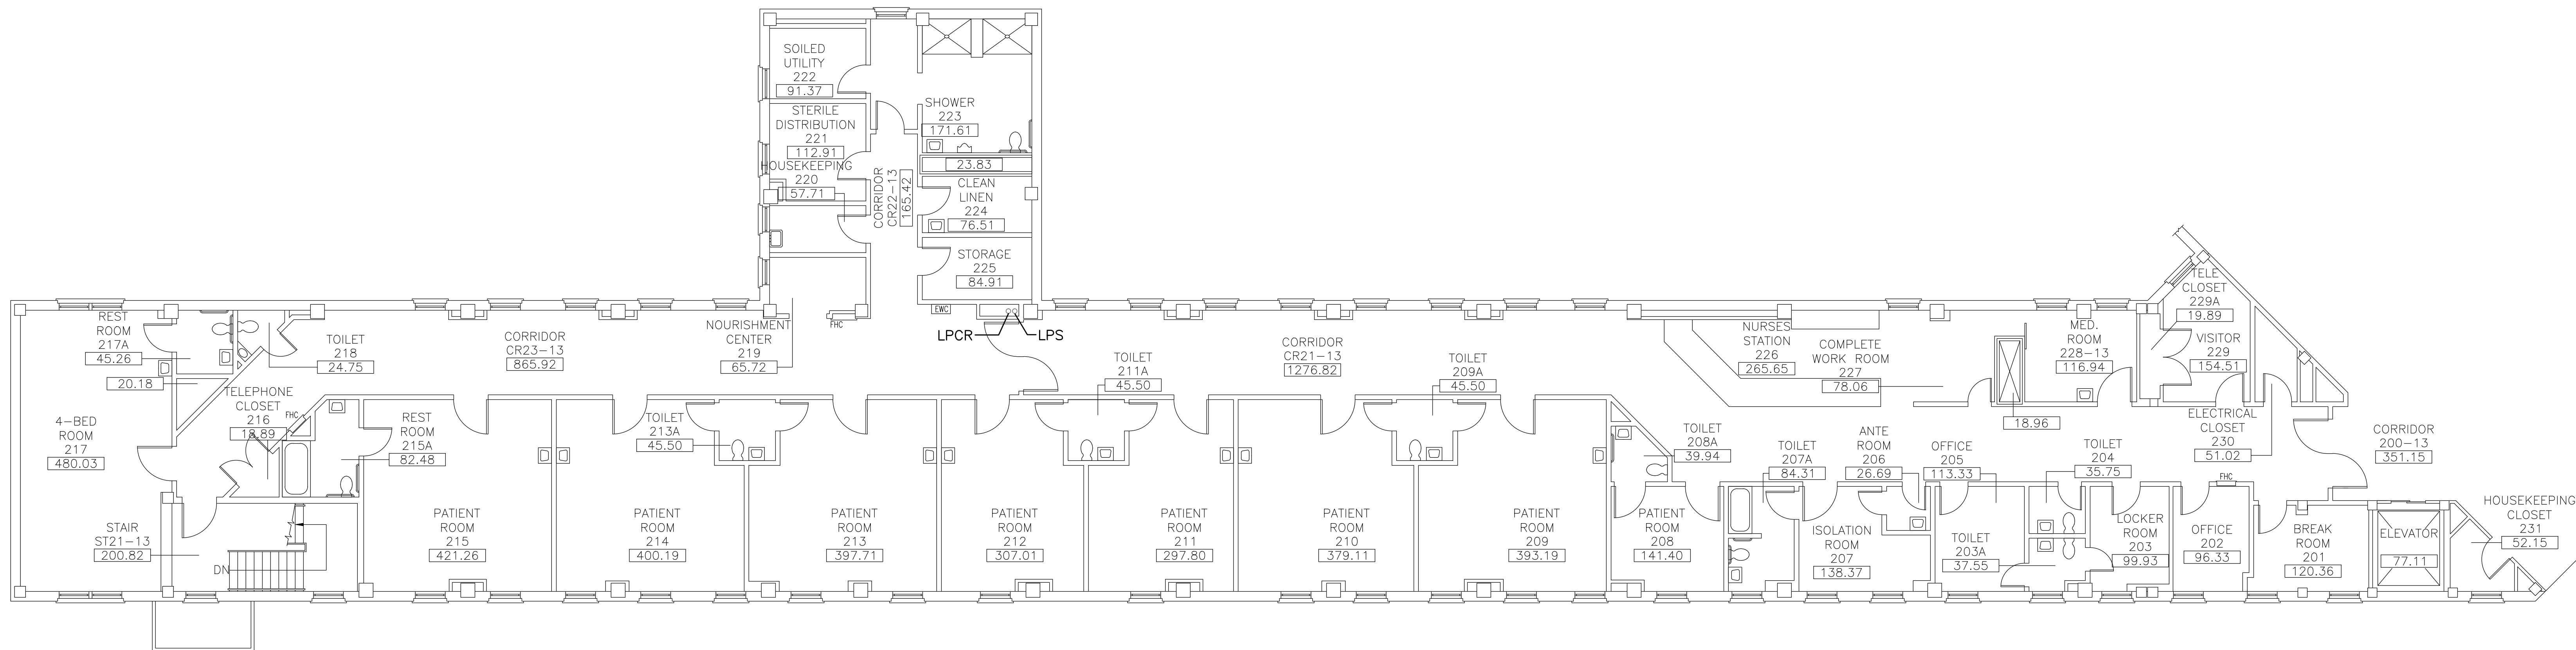 SOILED
UTILITY
222
91.37
STERILE
DISTRIBUTION
221
112.91
HOUSEKEEPING
220
57.71
CORRIDOR
CR22-13
165.42
SHOWER
223
171.61
23.83
CLEAN
LINEN
224
76.51
STORAGE
225
84.91
EWC
FHC
LPCR
LPS
REST
ROOM
217A
45.26
20.18
TOILET
218
24.75
TELEPHONE
CLOSET
216
18.89
FHC
4-BED
ROOM
217
480.03
STAIR
ST21-13
200.82
DN
REST
ROOM
215A
82.48
CORRIDOR
CR23-13
865.92
NOURISHMENT
CENTER
219
65.72
TOILET
213A
45.50
TOILET
211A
45.50
CORRIDOR
CR21-13
1276.82
TOILET
209A
45.50
PATIENT
ROOM
215
421.26
PATIENT
ROOM
214
400.19
PATIENT
ROOM
213
397.71
PATIENT
ROOM
212
307.01
PATIENT
ROOM
211
297.80
PATIENT
ROOM
210
379.11
PATIENT
ROOM
209
393.19
PATIENT
ROOM
208
141.40
TOILET
208A
39.94
NURSES
STATION
226
265.65
COMPLETE
WORK ROOM
227
78.06
MED.
ROOM
228-13
116.94
18.96
TELE
CLOSET
229A
19.89
VISITOR
229
154.51
TOILET
207A
84.31
ANTE
ROOM
206
26.69
OFFICE
205
113.33
TOILET
204
35.75
ELECTRICAL
CLOSET
230
51.02
FHC
CORRIDOR
200-13
351.15
ISOLATION
ROOM
207
138.37
TOILET
203A
37.55
LOCKER
ROOM
203
99.93
OFFICE
202
96.33
BREAK
ROOM
201
120.36
ELEVATOR
77.11
HOUSEKEEPING
CLOSET
231
52.15